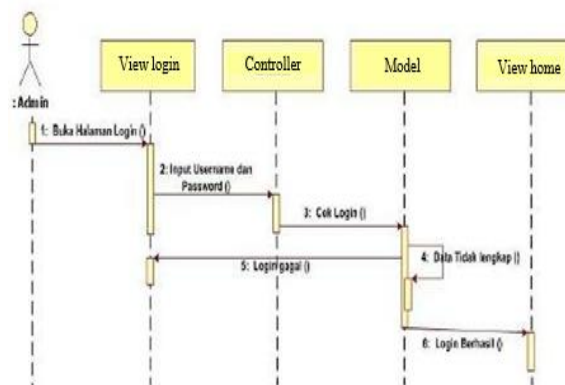 View login
Controller
Model
View home
: Admin
1: Buka Halaman Login ()
2: Input Username dan
Password ()
3: Cek Login ()
4: Data Tidak lengkap ()
5: Login gagal ()
6: Login Berhasil ()